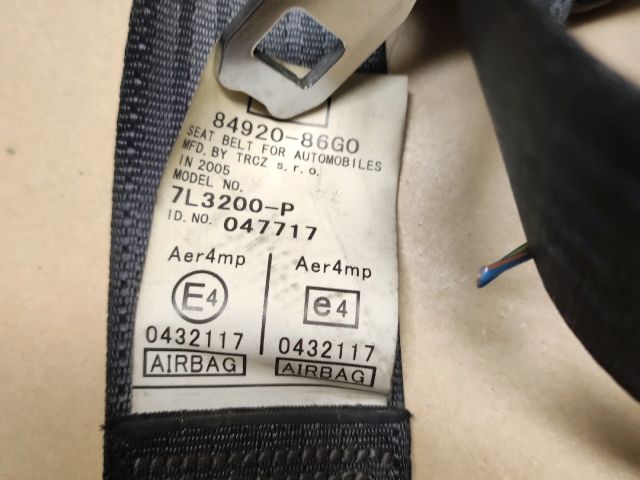 84920-86G0
SEAT BELT FOR AUTOMOBILES
MFD. BY TRCZ s.r.o.
IN 2005
MODEL NO.
7L3200-P
ID. NO. 047717
Aer4mp
E4
0432117
AIRBAG
Aer4mp
e4
0432117
AIRBAG